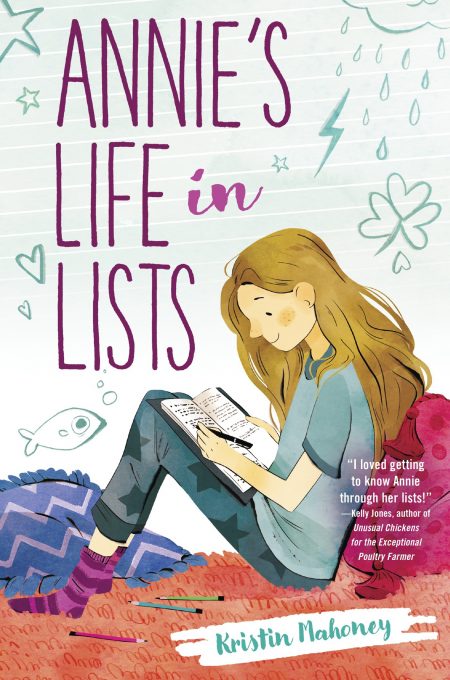 ANNIE'S
LIFE in
LISTS
"I loved getting
to know Annie
through her lists!"
—Kelly Jones, author of
Unusual Chickens
for the Exceptional
Poultry Farmer
Kristin Mahoney